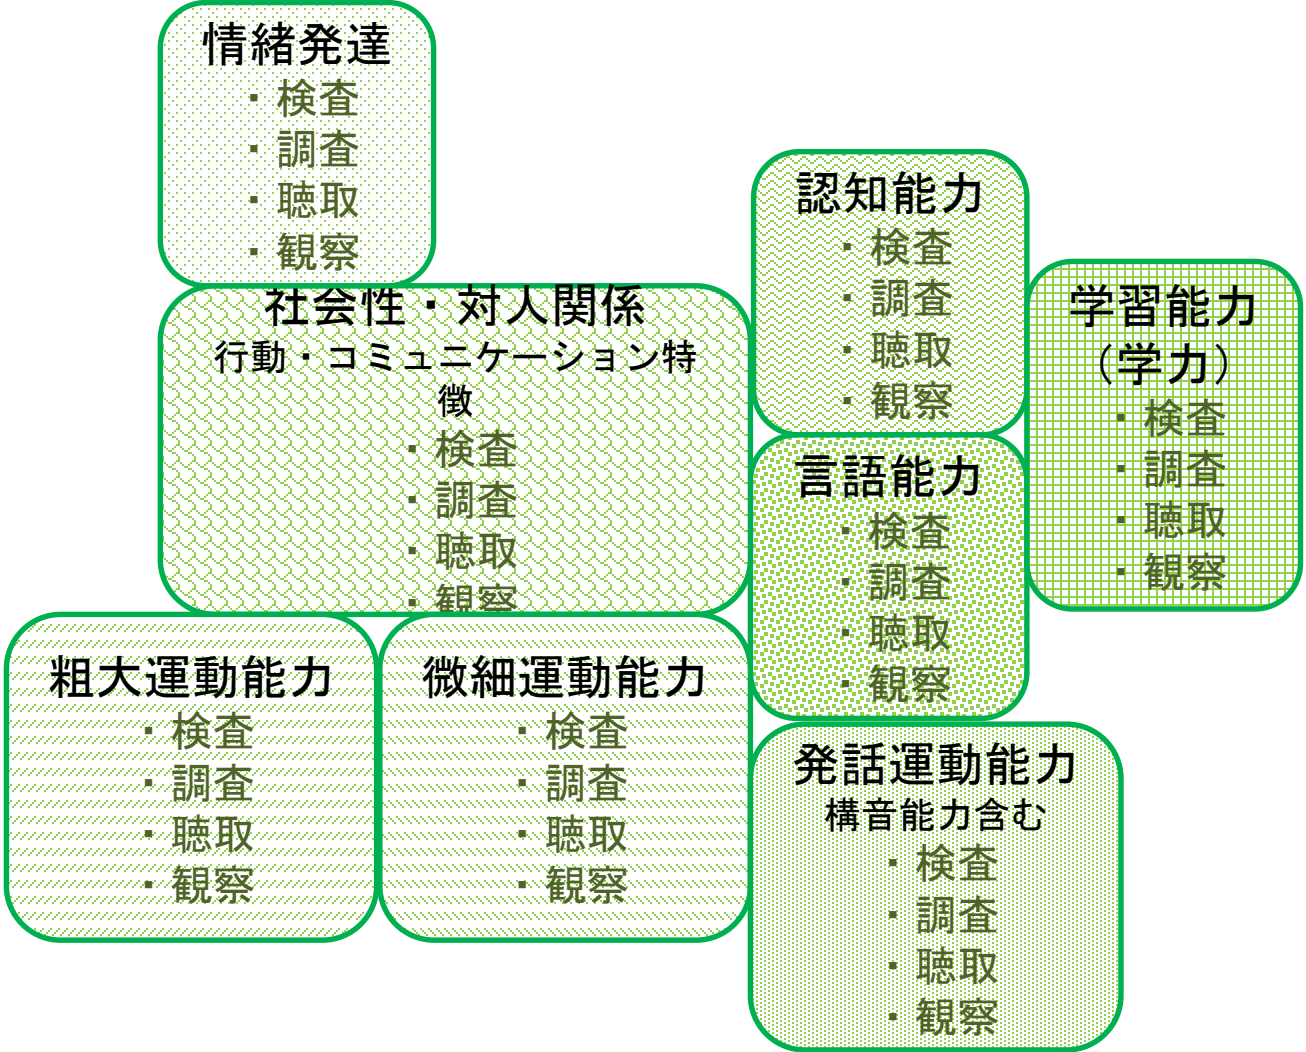 情緒発達
・検査
・調査
・聴取
・観察
社会性・対人関係
行動・コミュニケーション特
徴
・検査
・調査
・聴取
・観察
認知能力
・検査
・調査
・聴取
・観察
学習能力
（学力）
・検査
・調査
・聴取
・観察
言語能力
・検査
・調査
・聴取
・観察
粗大運動能力
・検査
・調査
・聴取
・観察
微細運動能力
・検査
・調査
・聴取
・観察
発話運動能力
構音能力含む
・検査
・調査
・聴取
・観察